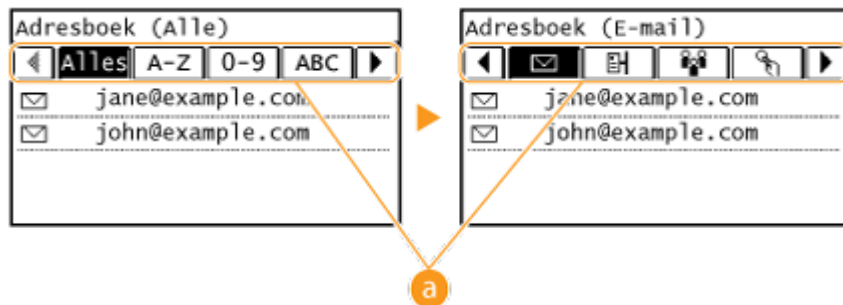 Adresboek (Alle)
Alles A-Z 0-9 ABC
jane@example.com
john@example.com
Adresboek (E-mail)
jane@example.com
john@example.com
a